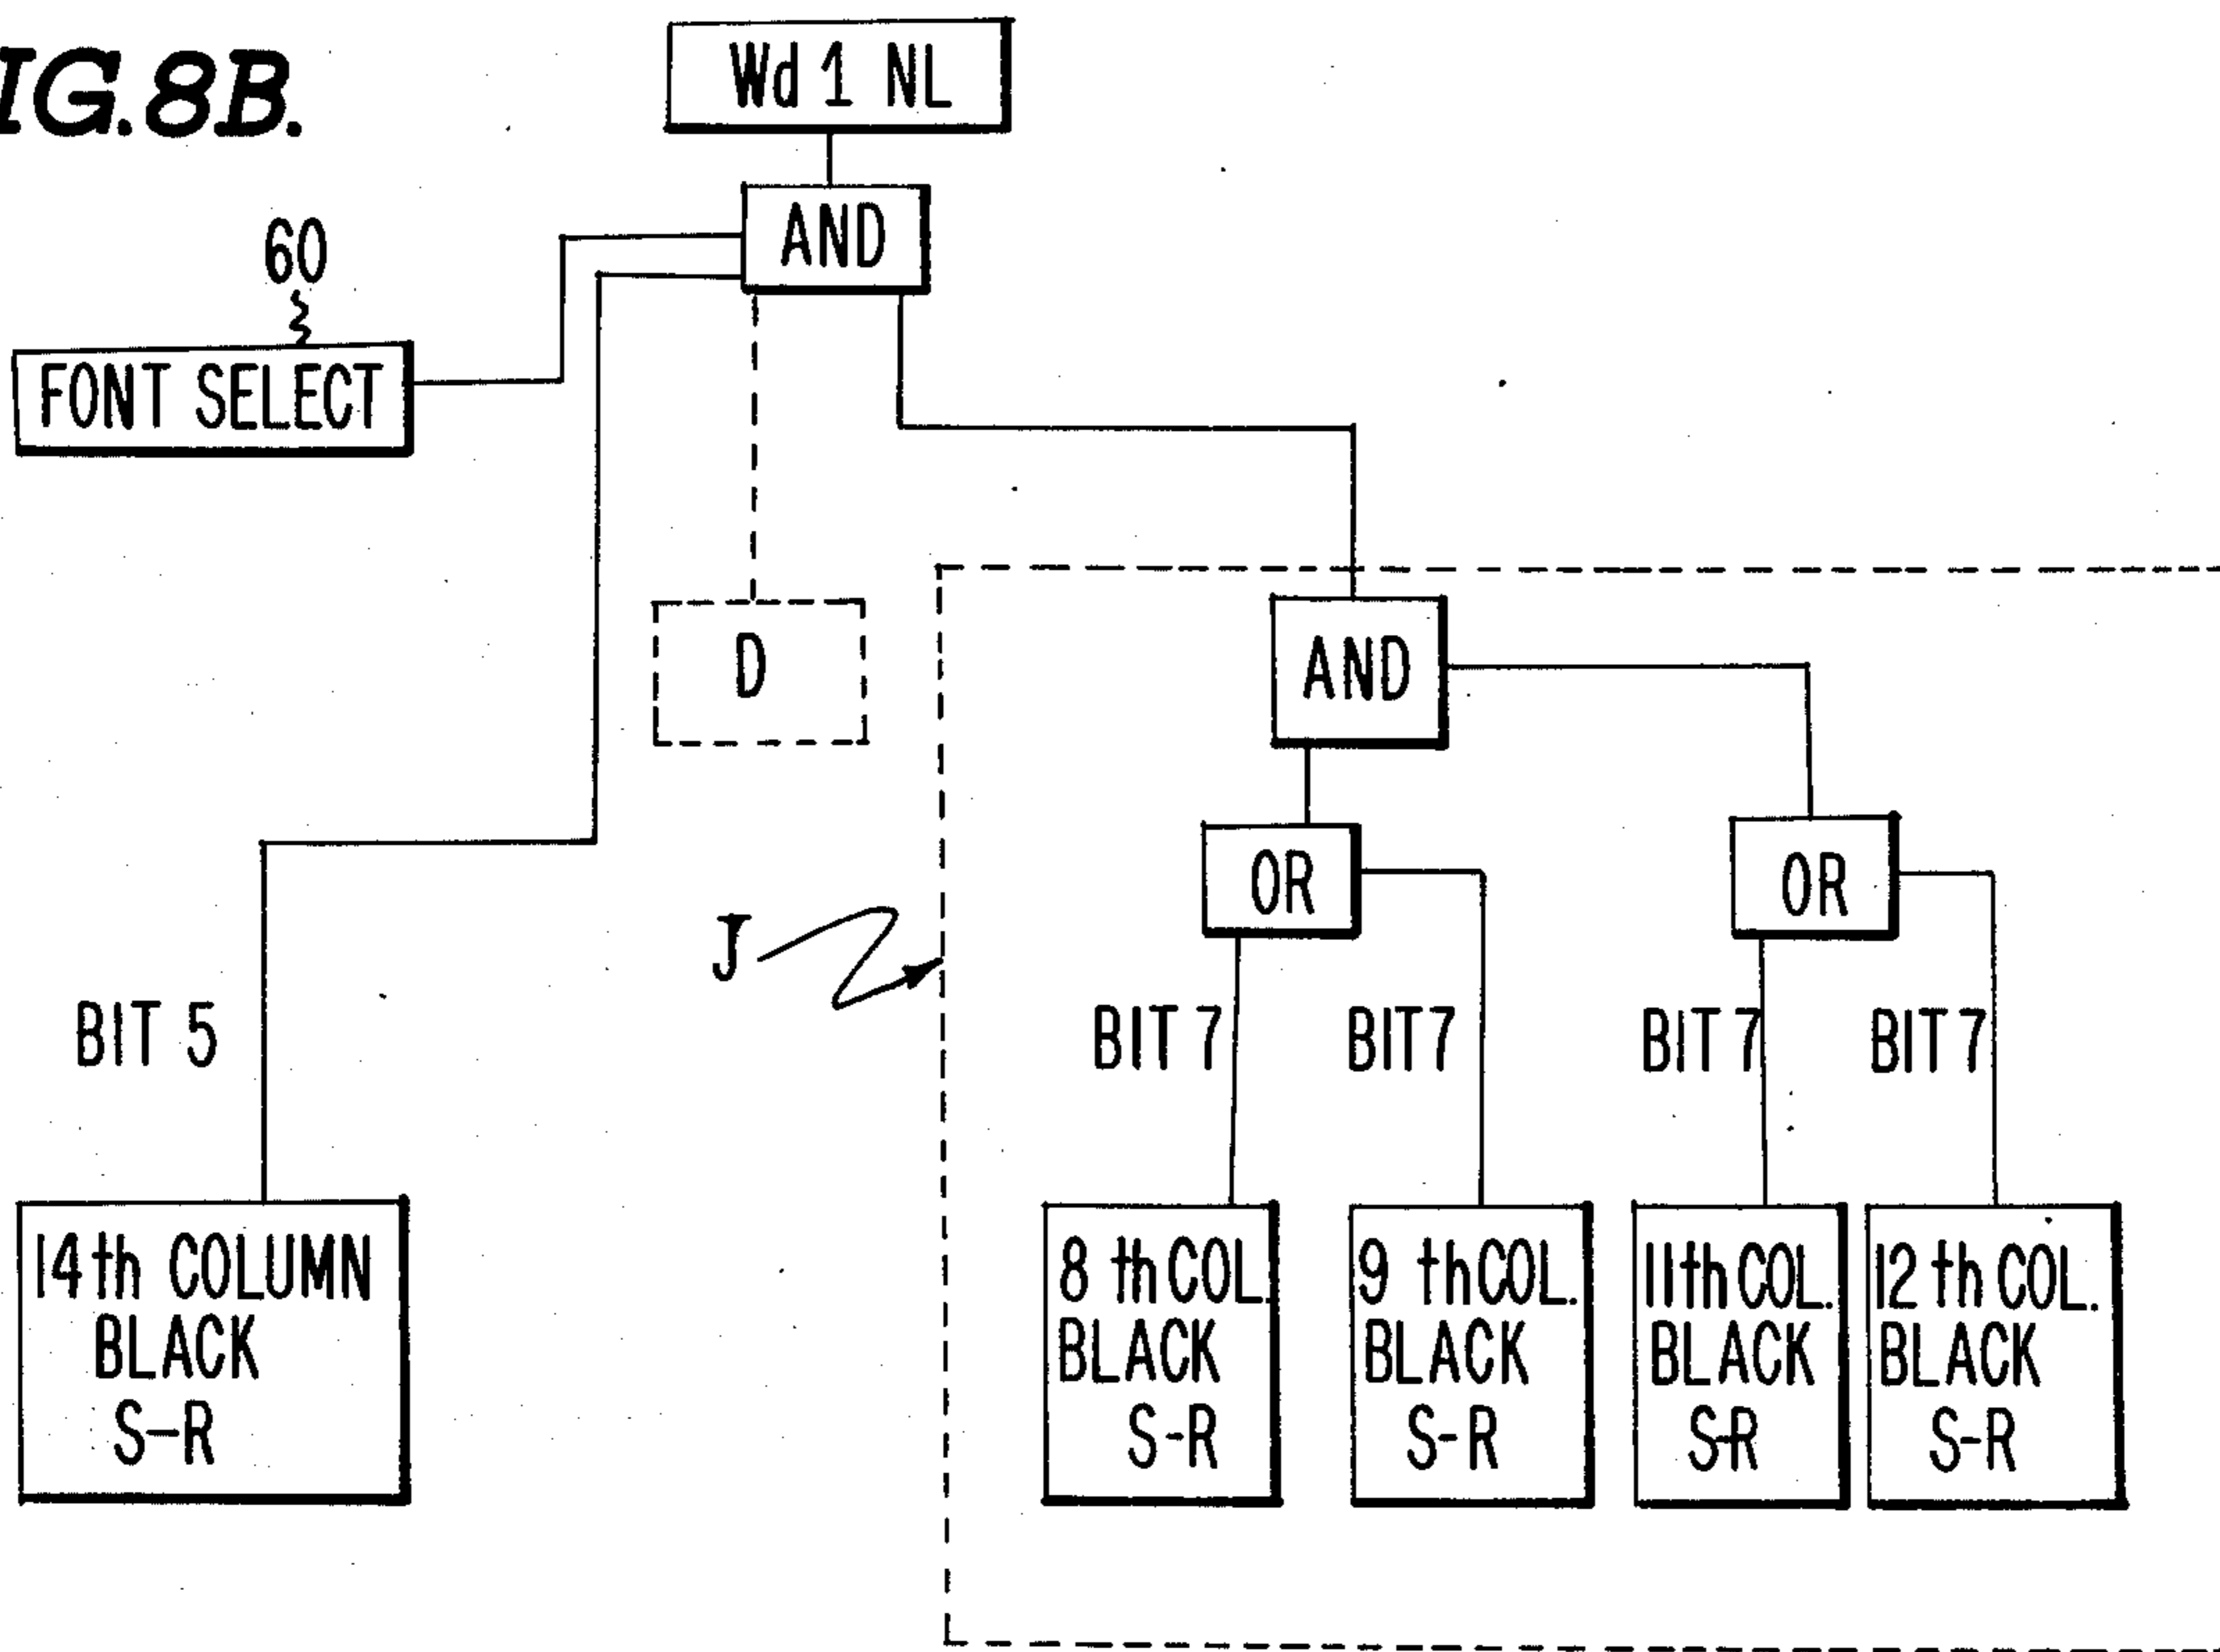 IG.8B.
Wd 1 NL
AND
60
FONT SELECT
D
AND
OR
OR
J
BIT 5
BIT 7
BIT 7
BIT 7
BIT 7
14th COLUMN
BLACK
S-R
8 th COL.
BLACK
S-R
9 th COL.
BLACK
S-R
11th COL.
BLACK
S-R
12 th COL.
BLACK
S-R